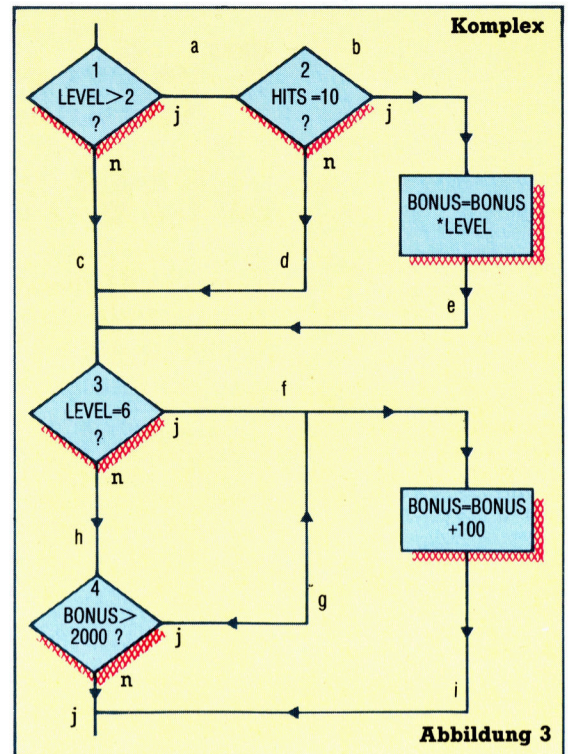 Komplex
a
b
1
LEVEL>2
?
j
n
2
HITS =10
?
j
n
BONUS=BONUS
*LEVEL
c
d
e
3
LEVEL=6
?
j
n
f
BONUS=BONUS
+100
h
g
4
BONUS>
2000 ?
j
n
i
j
Abbildung 3